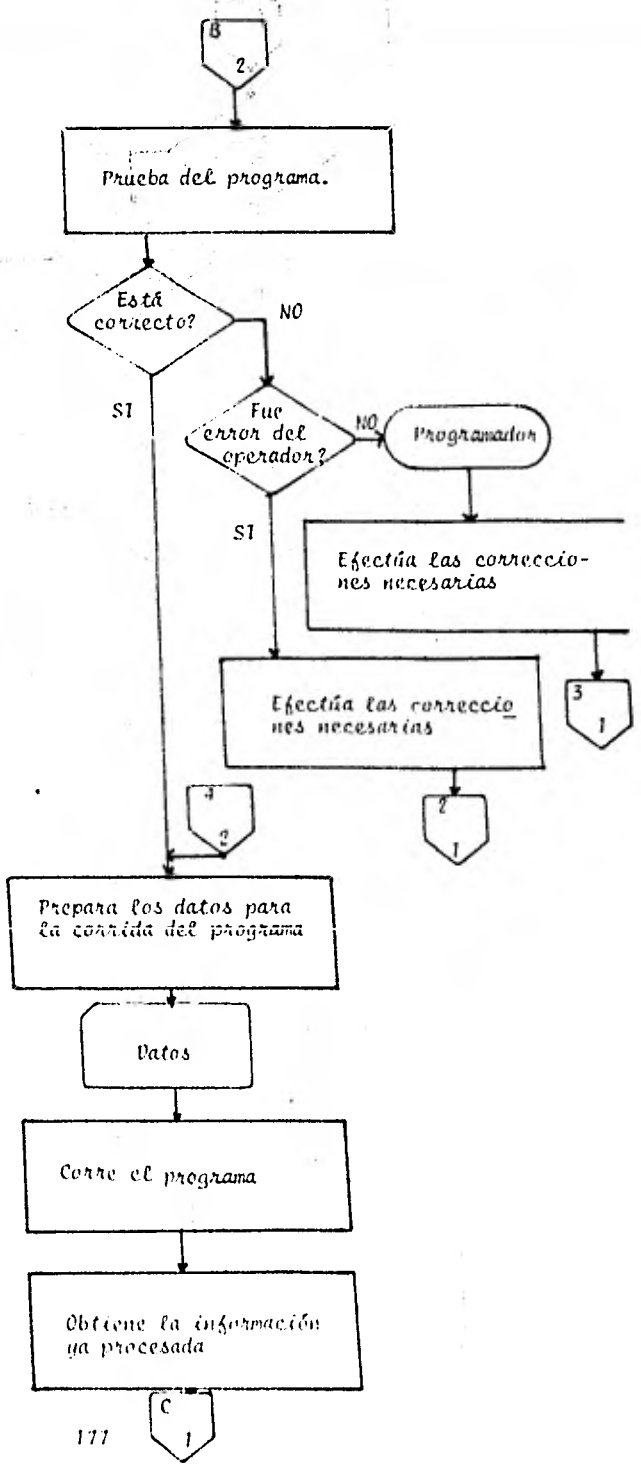 B
2
Prueba del programa.
Está
correcto?
NO
SI
Fue
error del
operador?
NO
Programador
SI
Efectúa las correccio-
nes necesarias
3
1
Efectúa las correccio
nes necesarias
2
1
2
Prepara los datos para
la corrida del programa
Datos
Corre el programa
Obtiene la información
ya procesada
C
1
177